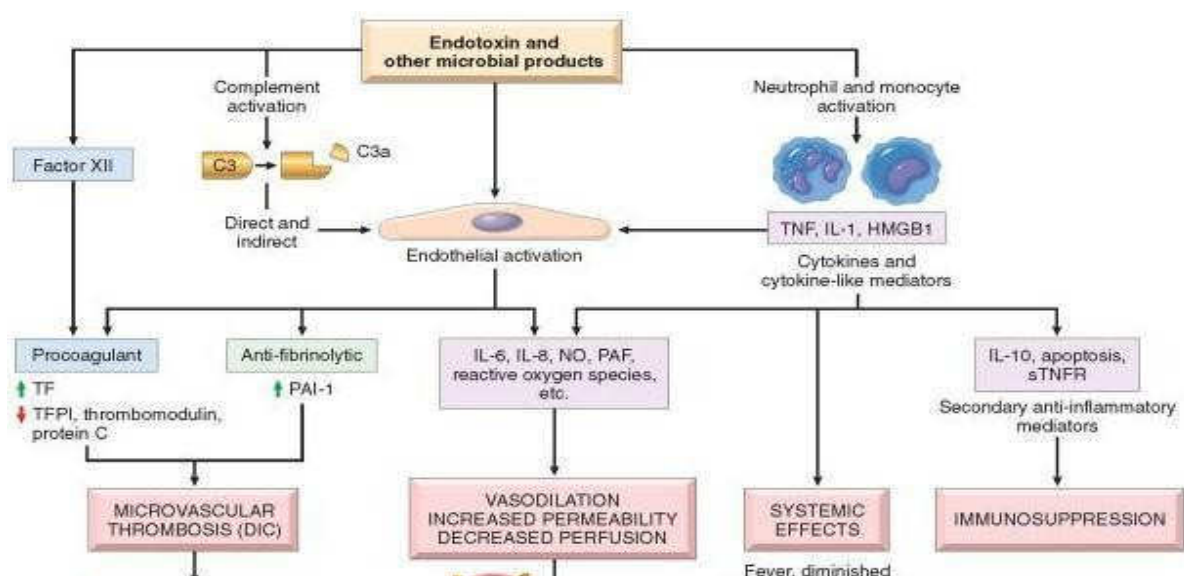 Endotoxin and
other microbial products
Complement
activation
Neutrophil and monocyte
activation
Factor XII
C3
C3a
Direct and
indirect
Endothelial activation
TNF, IL-1, HMGB1
Cytokines and
cytokine-like mediators
Procoagulant
TF
TFPI, thrombomodulin,
protein C
Anti-fibrinolytic
PAI-1
IL-6, IL-8, NO, PAF,
reactive oxygen species,
etc.
IL-10, apoptosis,
sTNFR
Secondary anti-inflammatory
mediators
MICROVASCULAR
THROMBOSIS (DIC)
VASODILATION
INCREASED PERMEABILITY
DECREASED PERFUSION
SYSTEMIC
EFFECTS
IMMUNOSUPPRESSION
Fever, diminished